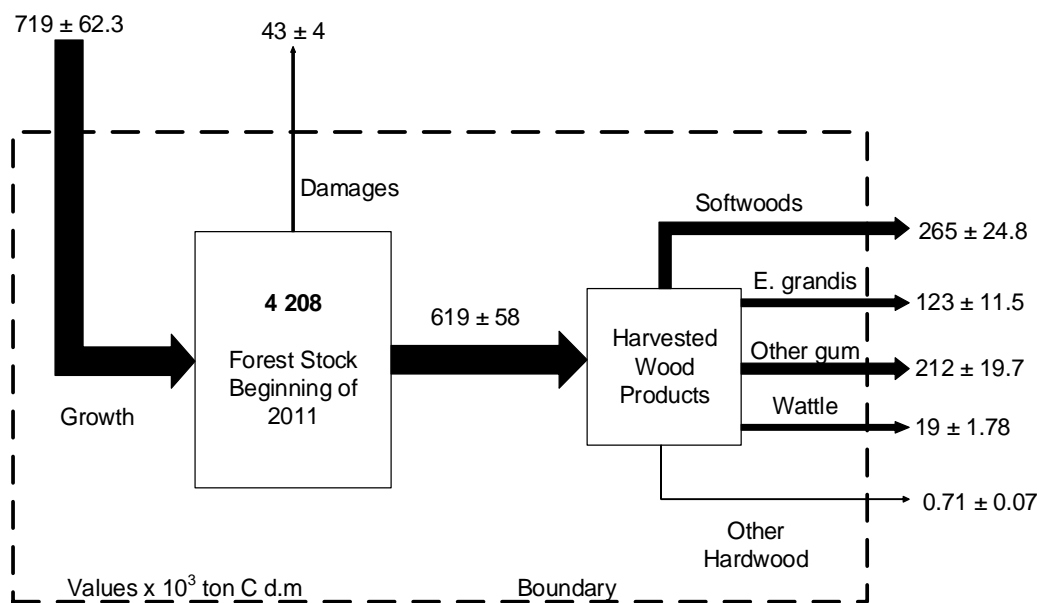 719 ± 62.3
43 ± 4
Damages
Softwoods
265 ± 24.8
4 208
Forest Stock
Beginning of
2011
619 ± 58
Harvested
Wood
Products
E. grandis
123 ± 11.5
Other gum
212 ± 19.7
Wattle
19 ± 1.78
Growth
0.71 ± 0.07
Other
Hardwood
Values x 10³ ton C d.m
Boundary